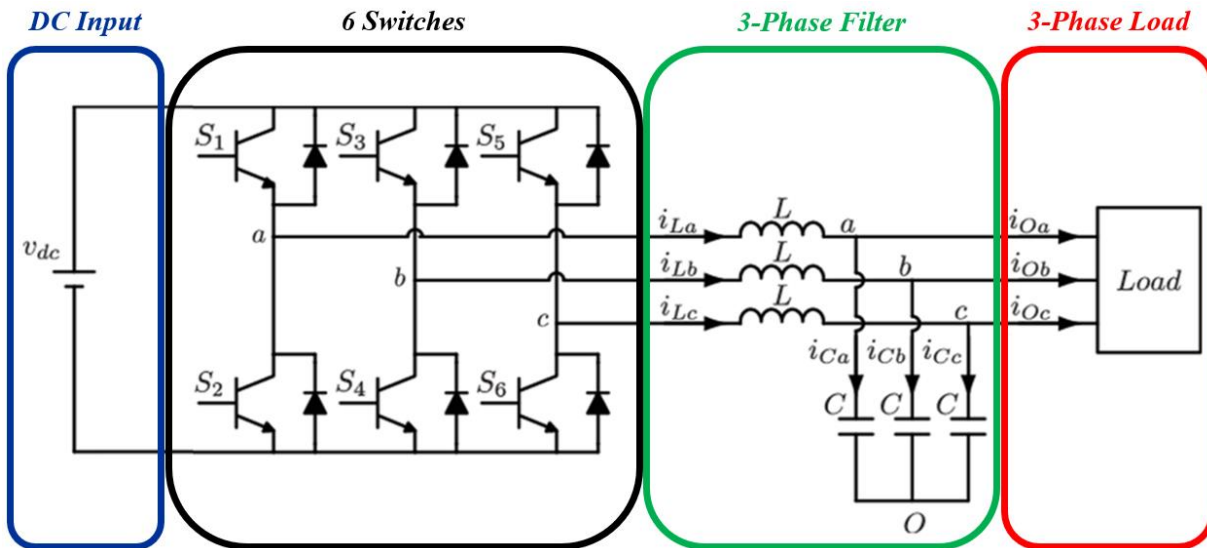 DC Input
6 Switches
3-Phase Filter
3-Phase Load
S1 S3 S5
iLa L a iOa
a
vdc
iLb L b iOb
b
Load
iLc L c iOc
c
iCa iCb iCc
S2 S4 S6
C C C
O